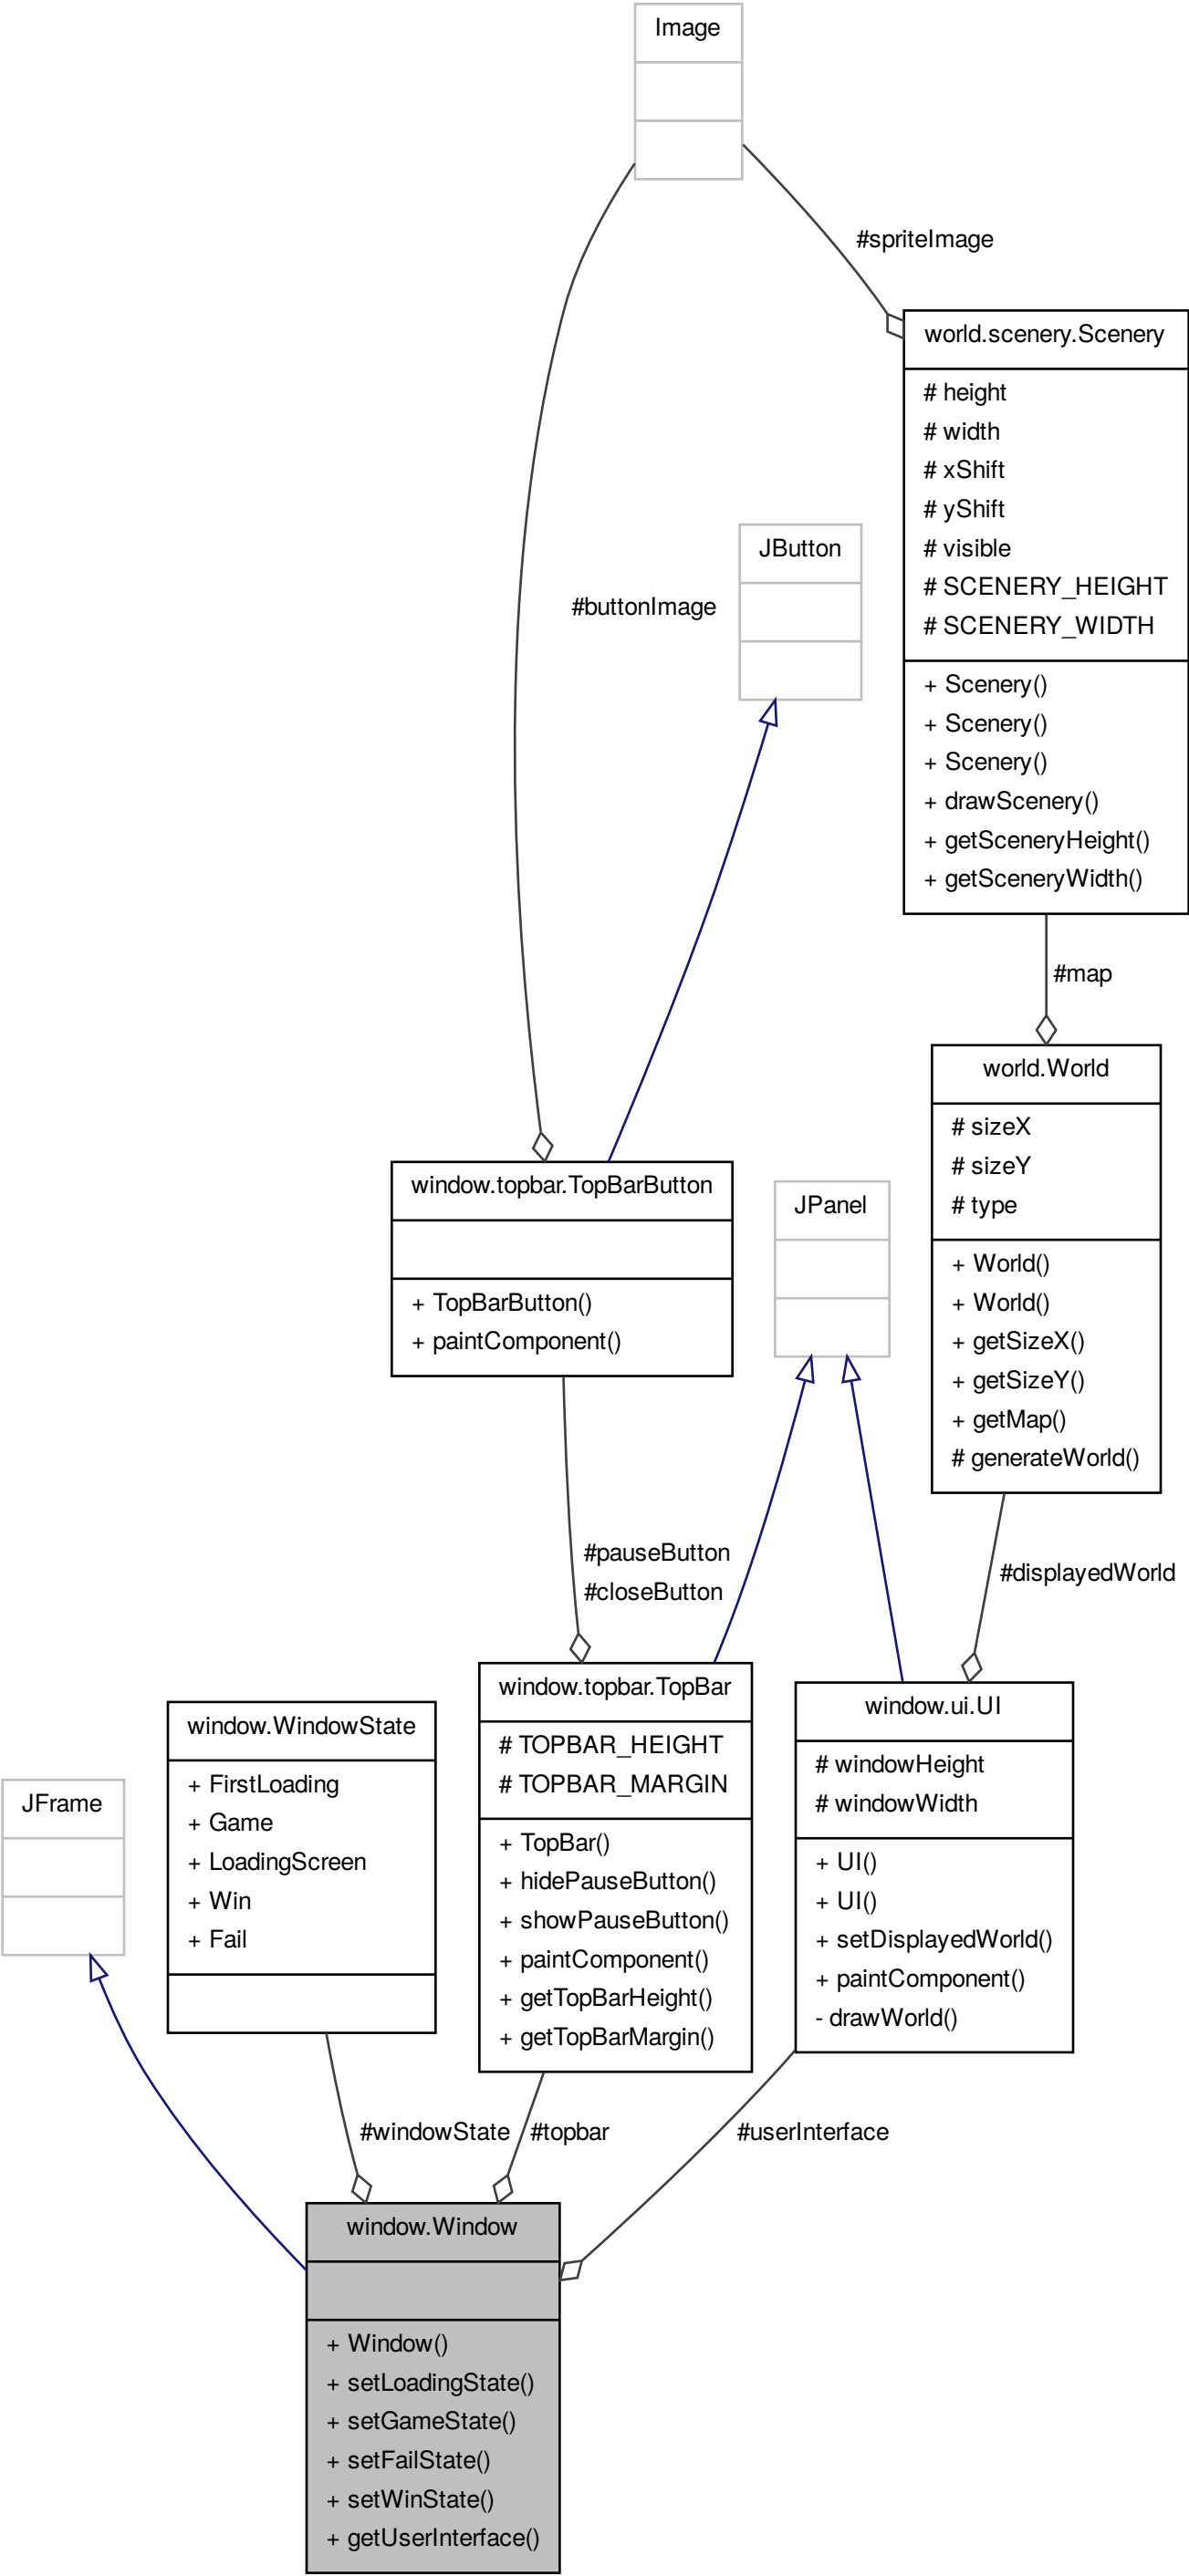 Image
#spriteImage
world.scenery.Scenery
# height
# width
# xShift
# yShift
# visible
# SCENERY_HEIGHT
# SCENERY_WIDTH
+ Scenery()
+ Scenery()
+ Scenery()
+ drawScenery()
+ getSceneryHeight()
+ getSceneryWidth()
JButton
#buttonImage
#map
world.World
# sizeX
# sizeY
# type
+ World()
+ World()
+ getSizeX()
+ getSizeY()
+ getMap()
# generateWorld()
window.topbar.TopBarButton
+ TopBarButton()
+ paintComponent()
JPanel
#pauseButton
#closeButton
#displayedWorld
window.topbar.TopBar
# TOPBAR_HEIGHT
# TOPBAR_MARGIN
+ TopBar()
+ hidePauseButton()
+ showPauseButton()
+ paintComponent()
+ getTopBarHeight()
+ getTopBarMargin()
window.ui.UI
# windowHeight
# windowWidth
+ UI()
+ UI()
+ setDisplayedWorld()
+ paintComponent()
- drawWorld()
window.WindowState
+ FirstLoading
+ Game
+ LoadingScreen
+ Win
+ Fail
JFrame
#windowState
#topbar
#userInterface
window.Window
+ Window()
+ setLoadingState()
+ setGameState()
+ setFailState()
+ setWinState()
+ getUserInterface()